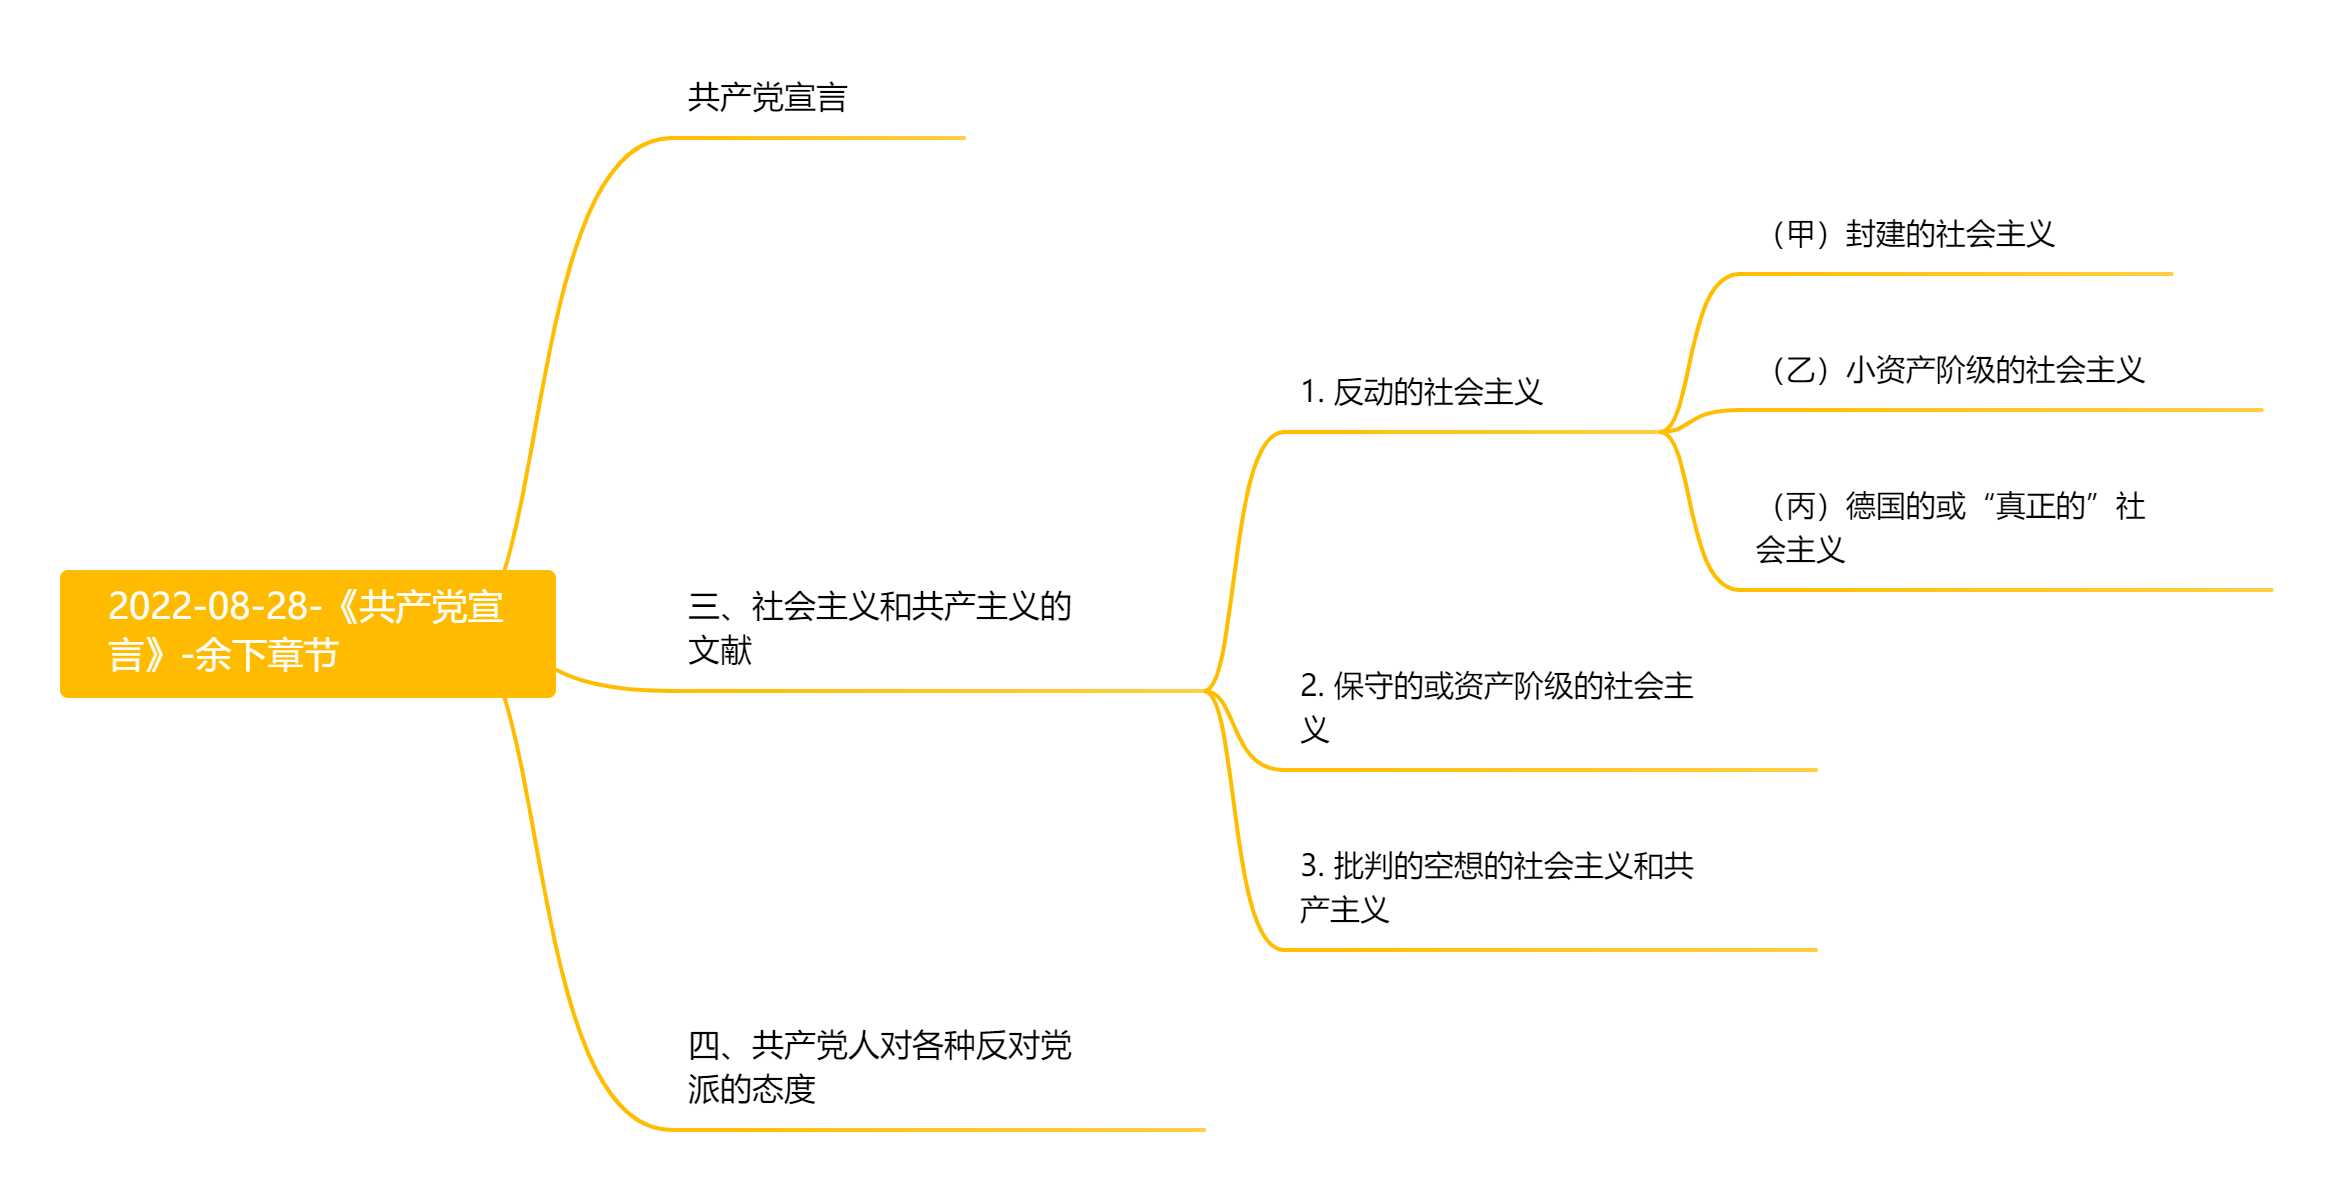 2022-08-28-《共产党宣
言》-余下章节
共产党宣言
三、社会主义和共产主义的
文献
1. 反动的社会主义
（甲）封建的社会主义
（乙）小资产阶级的社会主义
（丙）德国的或“真正的”社
会主义
2. 保守的或资产阶级的社会主
义
3. 批判的空想的社会主义和共
产主义
四、共产党人对各种反对党
派的态度